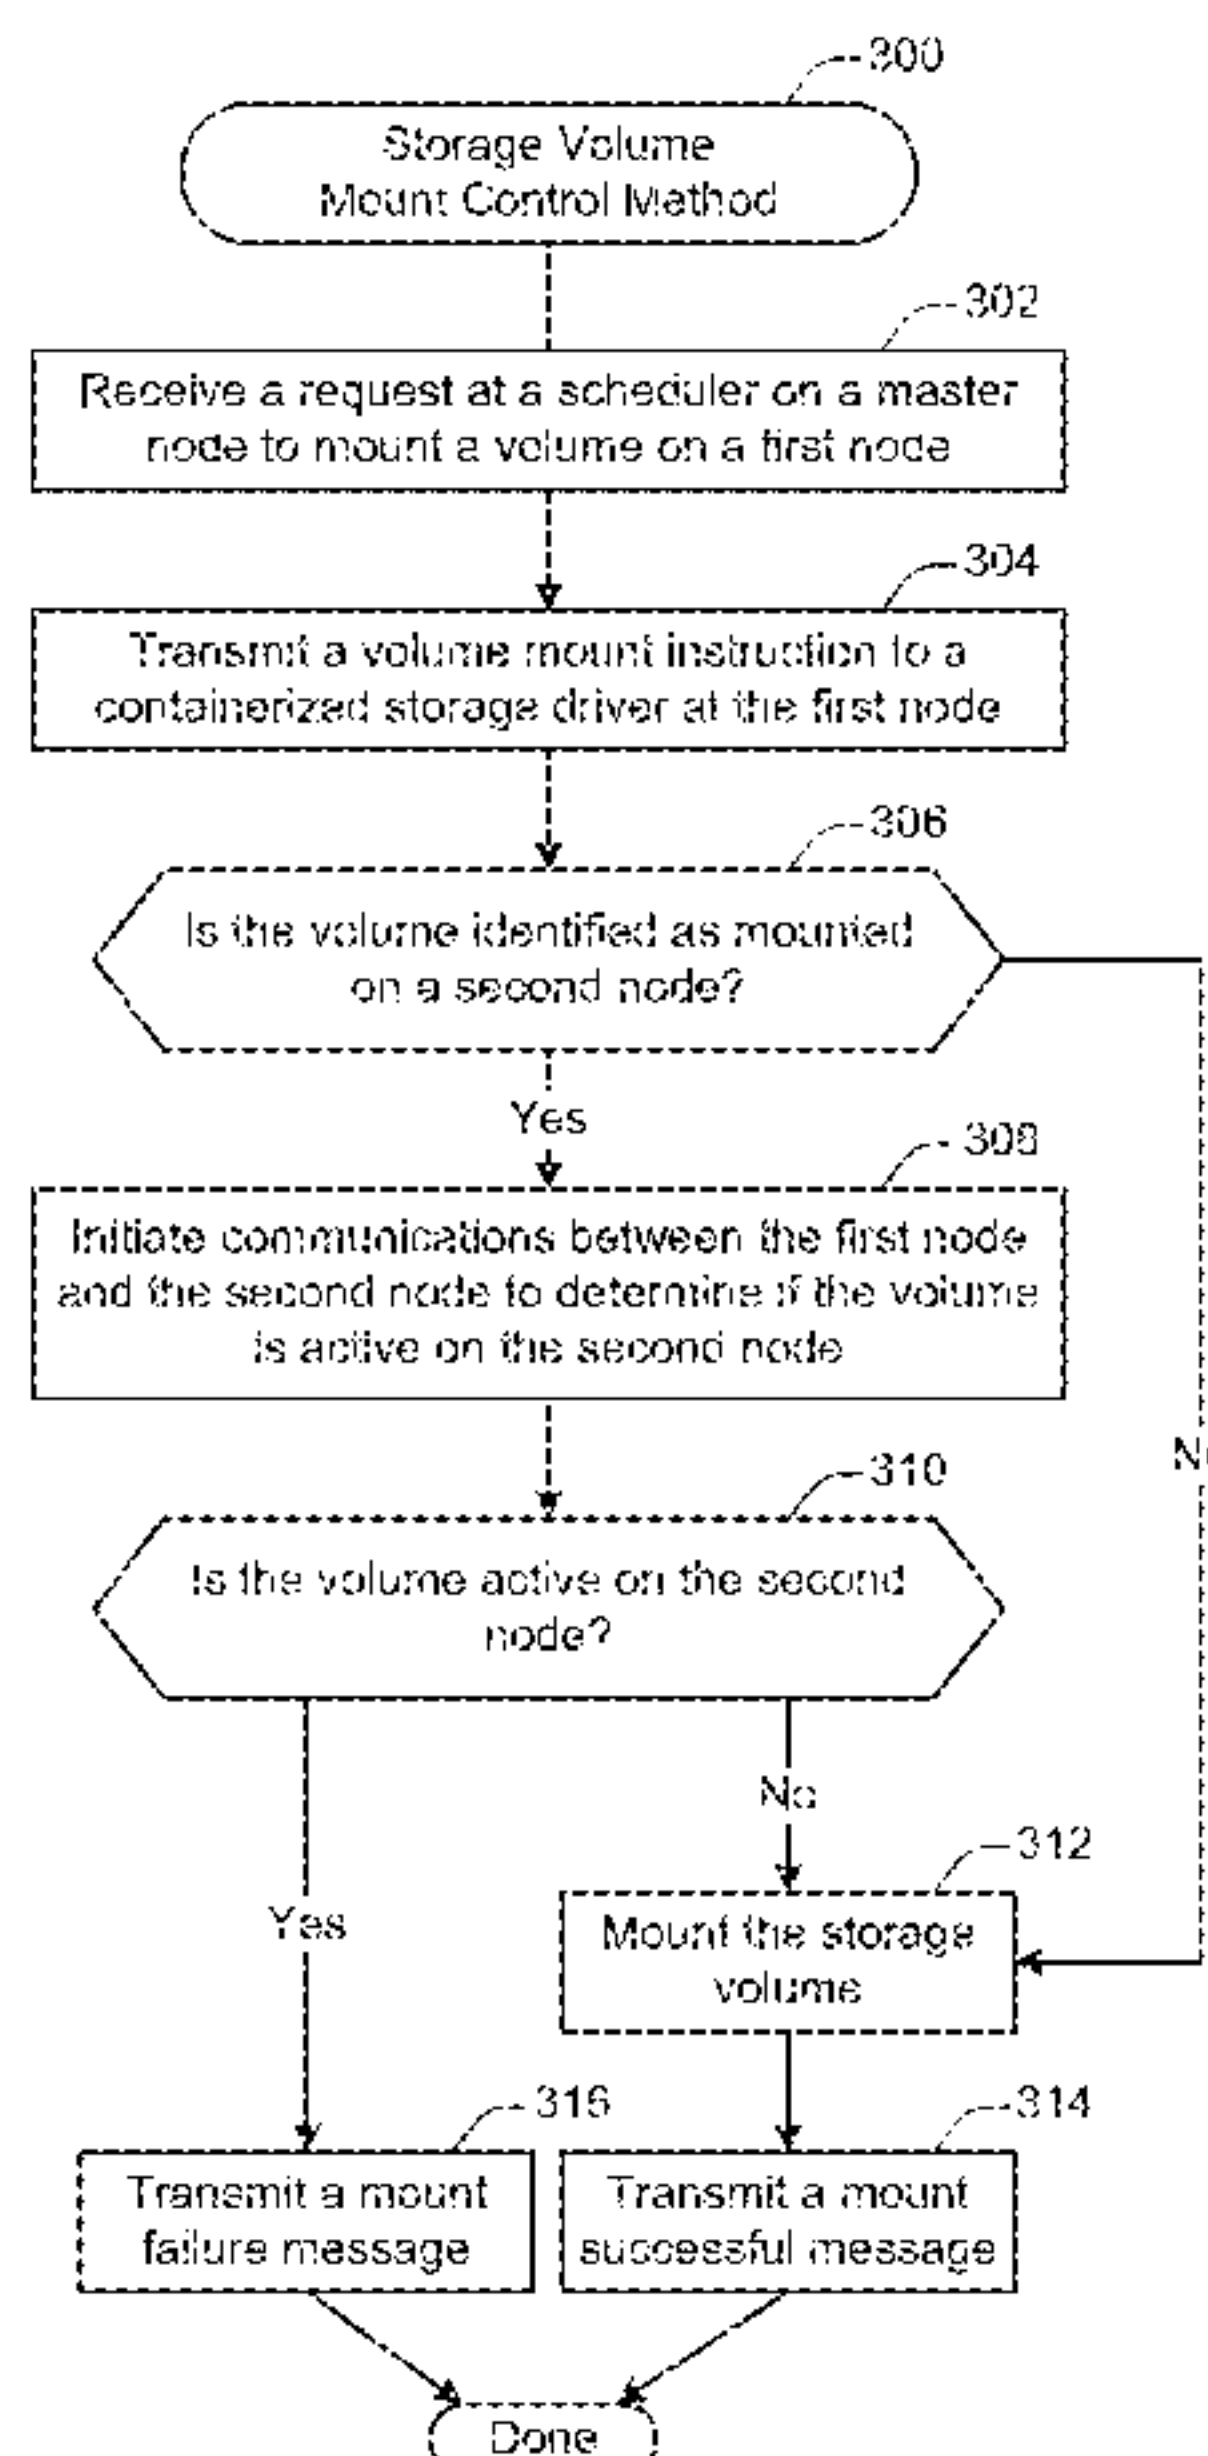 300
Storage Volume
Mount Control Method
302
Receive a request at a scheduler on a master
node to mount a volume on a first node
304
Transmit a volume mount instruction to a
containerized storage driver at the first node
306
Is the volume identified as mounted
on a second node?
Yes
308
Initiate communications between the first node
and the second node to determine if the volume
is active on the second node
310
Is the volume active on the second
node?
No
312
Yes
Mount the storage
volume
316
314
Transmit a mount
failure message
Transmit a mount
successful message
Done